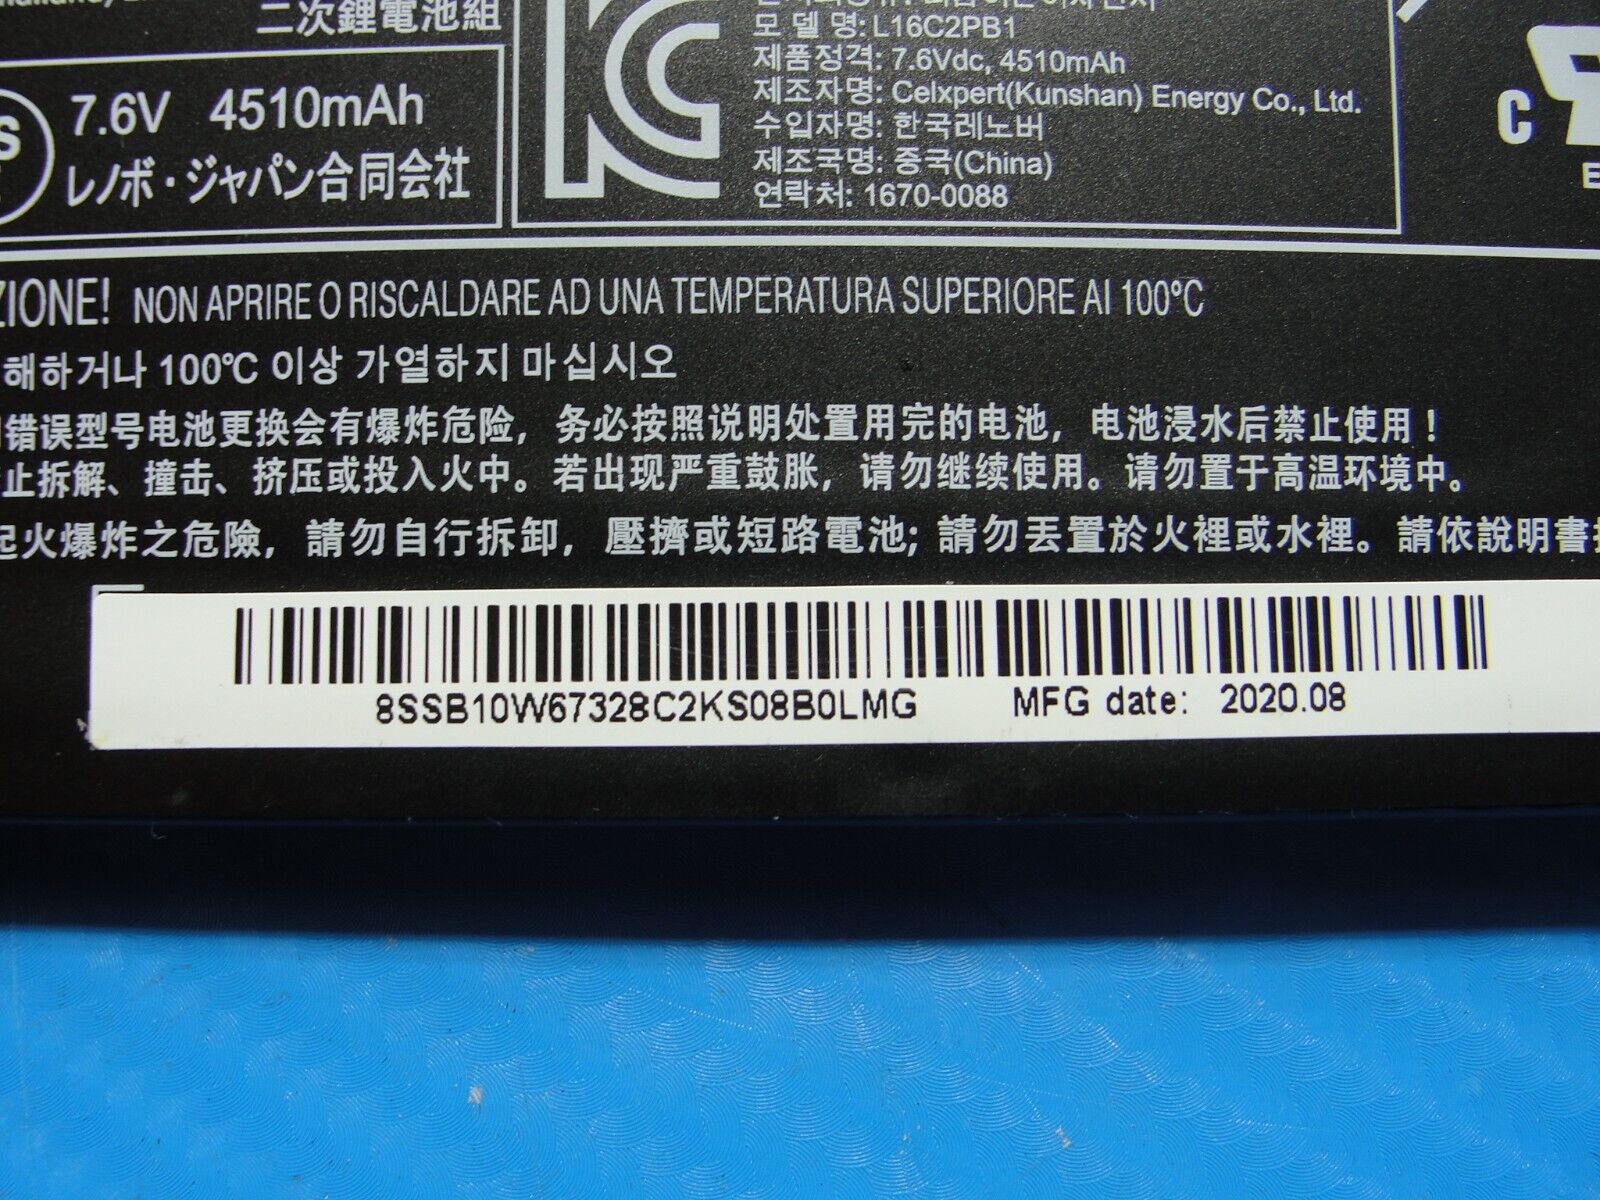 二次鋰電池組
7.6V 4510mAh
レノボ・ジャパン合同会社
모 델 명: L16C2PB1
제품정격: 7.6Vdc, 4510mAh
제조자명: Celxpert(Kunshan) Energy Co., Ltd.
수입자명: 한국레노버
제조국명: 중국(China)
연락처: 1670-0088
C
ZIONE! NON APRIRE O RISCALDARE AD UNA TEMPERATURA SUPERIORE AI 100°C
해하거나 100℃ 이상 가열하지 마십시오
错误型号电池更换会有爆炸危险，务必按照说明处置用完的电池，电池浸水后禁止使用！
止拆解、撞击、挤压或投入火中。若出现严重鼓胀，请勿继续使用。请勿置于高温环境中。
起火爆炸之危險，請勿自行拆卸，壓擠或短路電池；請勿丟置於火裡或水裡。請依說明書
8SSB10W67328C2KS08B0LMG MFG date: 2020.08